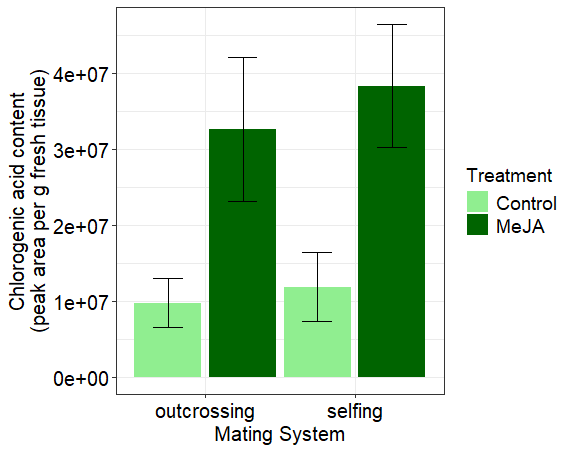 Chlorogenic acid content
(peak area per g fresh tissue)
4e+07
3e+07
2e+07
1e+07
0e+00
outcrossing
selfing
Mating System
Treatment
Control
MeJA